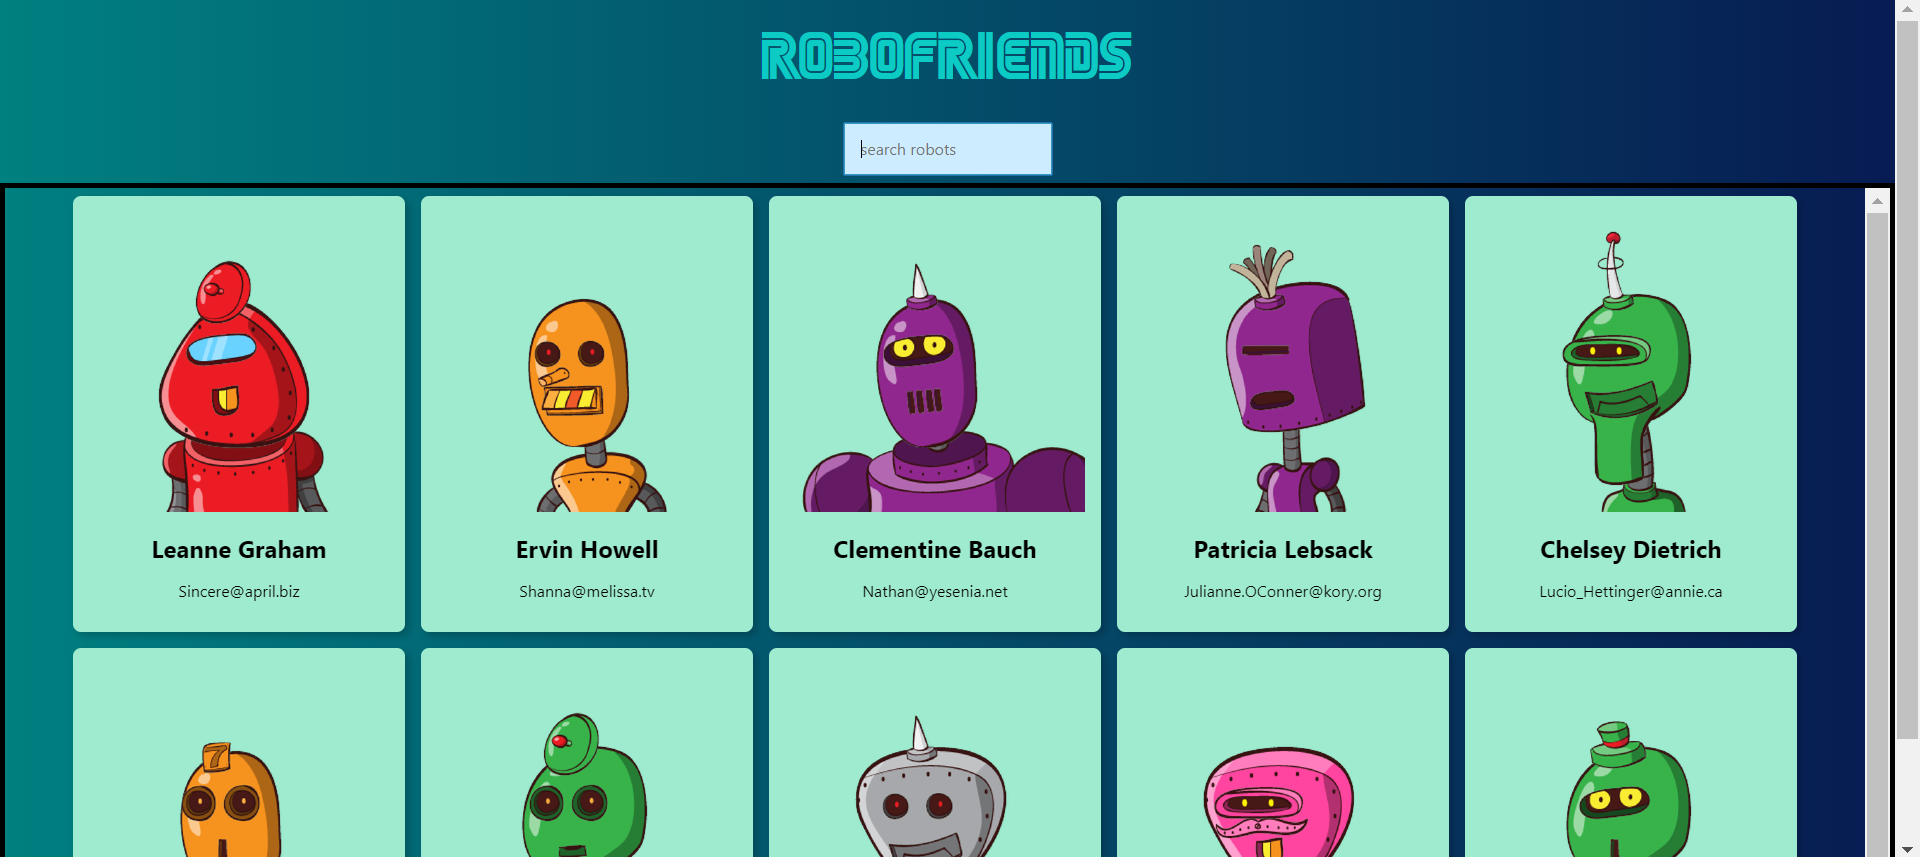 ROBOFRIENDS
search robots
Leanne Graham
Sincere@april.biz
Ervin Howell
Shanna@melissa.tv
Clementine Bauch
Nathan@yesenia.net
Patricia Lebsack
Julianne.OConner@kory.org
Chelsey Dietrich
Lucio_Hettinger@annie.ca
7